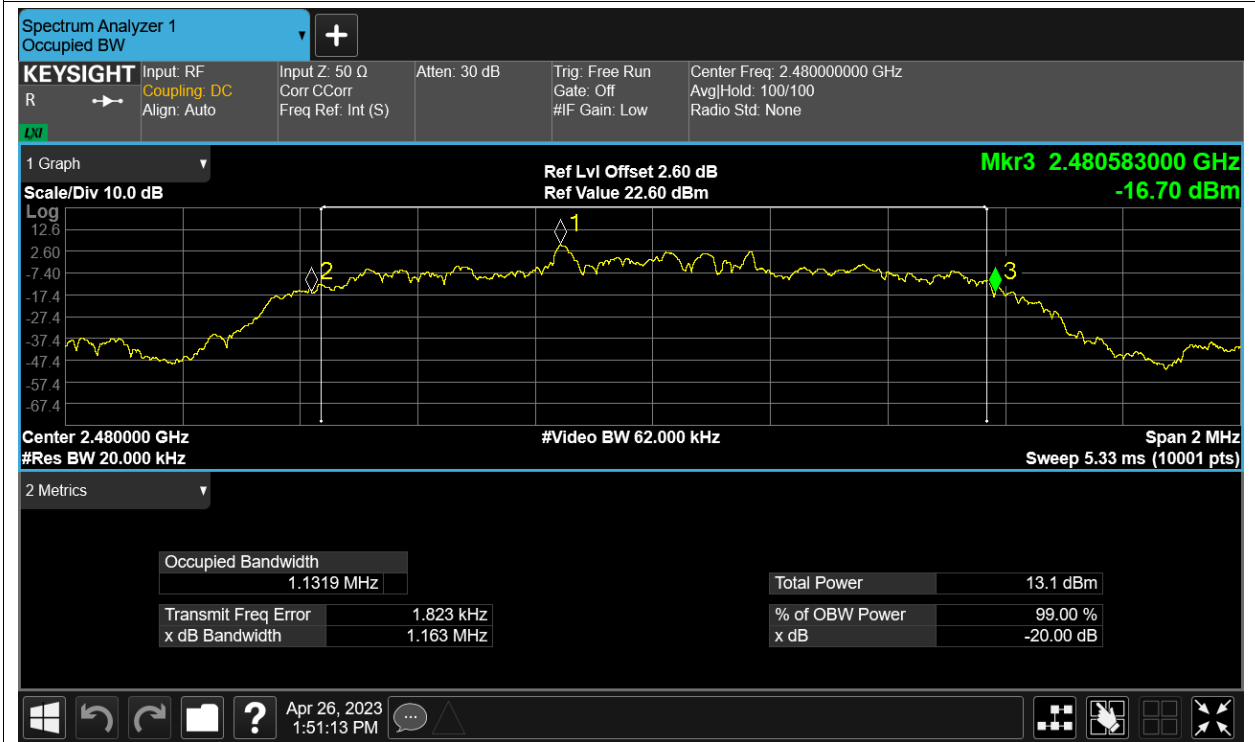 Spectrum Analyzer 1
Occupied BW
+
KEYSIGHT
R
LXI
Input: RF
Coupling: DC
Align: Auto
Input Z: 50 Ω
Corr CCorr
Freq Ref: Int (S)
Atten: 30 dB
Trig: Free Run
Gate: Off
#IF Gain: Low
Center Freq: 2.480000000 GHz
Avg|Hold: 100/100
Radio Std: None
1 Graph
Scale/Div 10.0 dB
Ref Lvl Offset 2.60 dB
Ref Value 22.60 dBm
Mkr3 2.480583000 GHz
-16.70 dBm
Log
12.6
2.60
-7.40
-17.4
-27.4
-37.4
-47.4
-57.4
-67.4
1
2
3
Center 2.480000 GHz
#Video BW 62.000 kHz
Span 2 MHz
#Res BW 20.000 kHz
Sweep 5.33 ms (10001 pts)
2 Metrics
Occupied Bandwidth
1.1319 MHz
Transmit Freq Error 1.823 kHz
x dB Bandwidth 1.163 MHz
Total Power 13.1 dBm
% of OBW Power 99.00 %
x dB -20.00 dB
?
Apr 26, 2023
1:51:13 PM